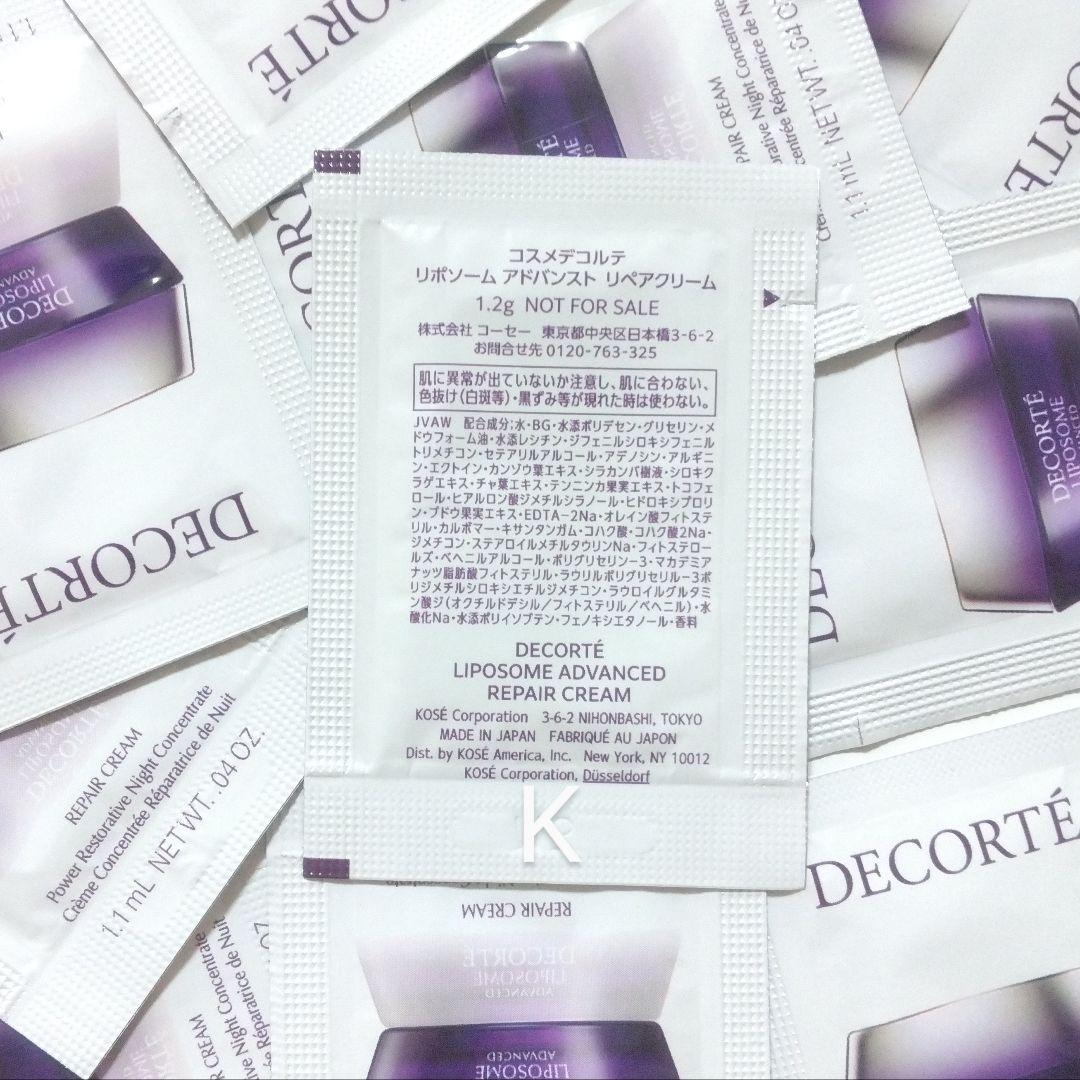 コスメデコルテ
リポソーム アドバンスト リペアクリーム
1.2g NOT FOR SALE
株式会社 コーセー 東京都中央区日本橋3-6-2
お問合せ先 0120-763-325
肌に異常が出ていないか注意し、肌に合わない、
色抜け(白斑等)・黒ずみ等が現れた時は使わない。
JVAW 配合成分;水・BG・水添ポリデセン・グリセリン・メ
ドウフォーム油・水添レシチン・ジフェニルシロキシフェニル
トリメチコン・セテアリルアルコール・アデノシン・アルギニ
ン・エクトイン・カンゾウ葉エキス・シラカンバ樹液・シロキク
ラゲエキス・チャ葉エキス・テンニンカ果実エキス・トコフェ
ロール・ヒアルロン酸ジメチルシラノール・ヒドロキシプロリ
ン・ブドウ果実エキス・EDTA-2Na・オレイン酸フィトステ
リル・カルボマー・キサンタンガム・コハク酸・コハク酸2Na・
ジメチコン・ステアロイルメチルタウリンNa・フィトステロー
ルズ・ベヘニルアルコール・ポリグリセリン-3・マカデミア
ナッツ脂肪酸フィトステリル・ラウリルポリグリセリル-3ポ
リジメチルシロキシエチルジメチコン・ラウロイルグルタミ
ン酸ジ(オクチルドデシル/フィトステリル/ベヘニル)・水
酸化Na・水添ポリイソブテン・フェノキシエタノール・香料
DECORTÉ
LIPOSOME ADVANCED
REPAIR CREAM
KOSÉ Corporation 3-6-2 NIHONBASHI, TOKYO
MADE IN JAPAN FABRIQUÉ AU JAPON
Dist. by KOSÉ America, Inc. New York, NY 10012
KOSÉ Corporation, Düsseldorf
K
DECORTÉ
DECORTÉ
LIPOSOME
DECORTÉ
REPAIR CREAM
Power Restorative Night Concentrate
Crème Concentrée Réparatrice de Nuit
1.1 mL NET WT. .04 OZ.
DECORTÉ
LIPOSOME
DECORTÉ
REPAIR CREAM
LIPOSOME
ADVANCED